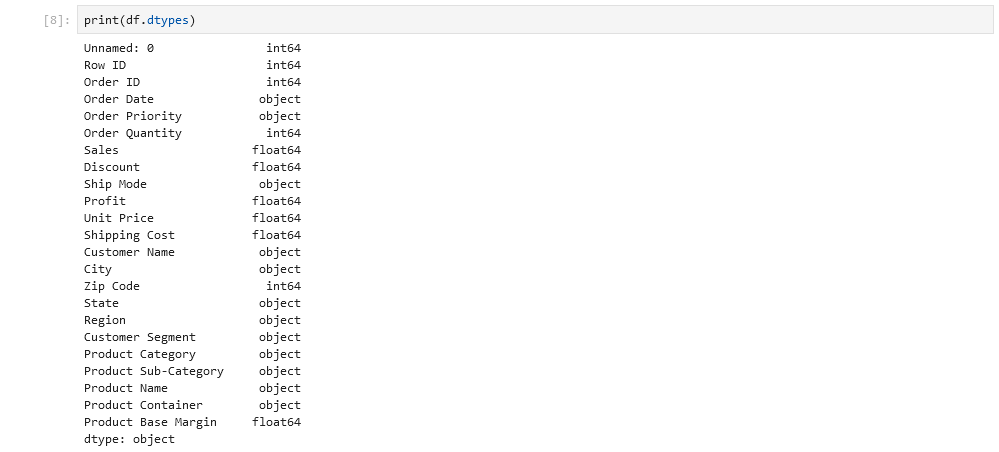 [8]: print(df.dtypes)
Unnamed: 0 int64
Row ID int64
Order ID int64
Order Date object
Order Priority object
Order Quantity int64
Sales float64
Discount float64
Ship Mode object
Profit float64
Unit Price float64
Shipping Cost float64
Customer Name object
City object
Zip Code int64
State object
Region object
Customer Segment object
Product Category object
Product Sub-Category object
Product Name object
Product Container object
Product Base Margin float64
dtype: object